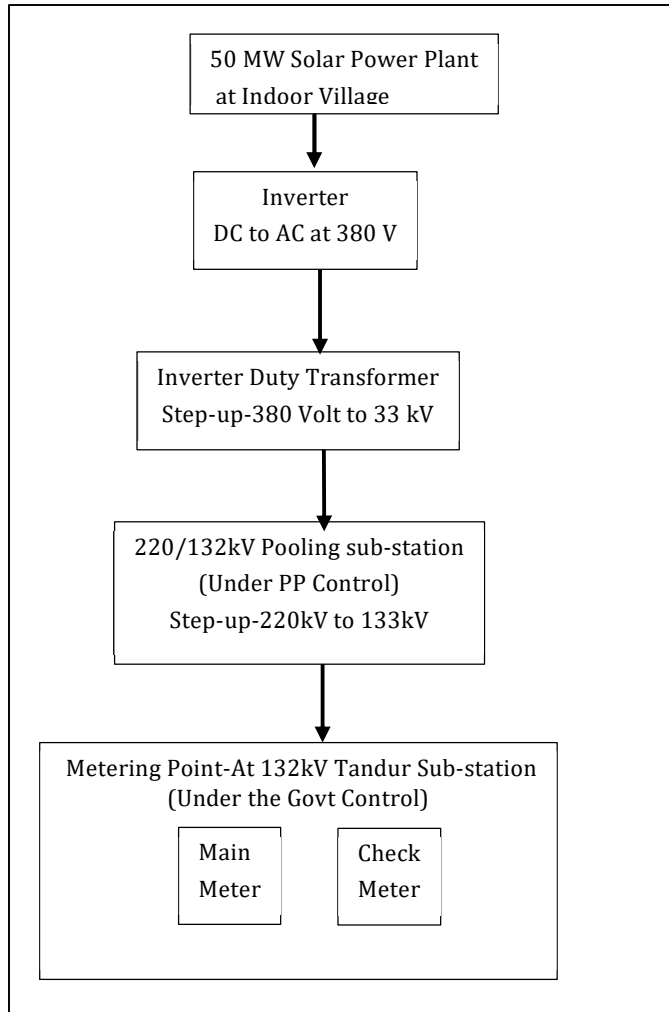 50 MW Solar Power Plant
at Indoor Village
Inverter
DC to AC at 380 V
Inverter Duty Transformer
Step-up-380 Volt to 33 kV
220/132kV Pooling sub-station
(Under PP Control)
Step-up-220kV to 133kV
Metering Point-At 132kV Tandur Sub-station
(Under the Govt Control)
Main
Meter
Check
Meter